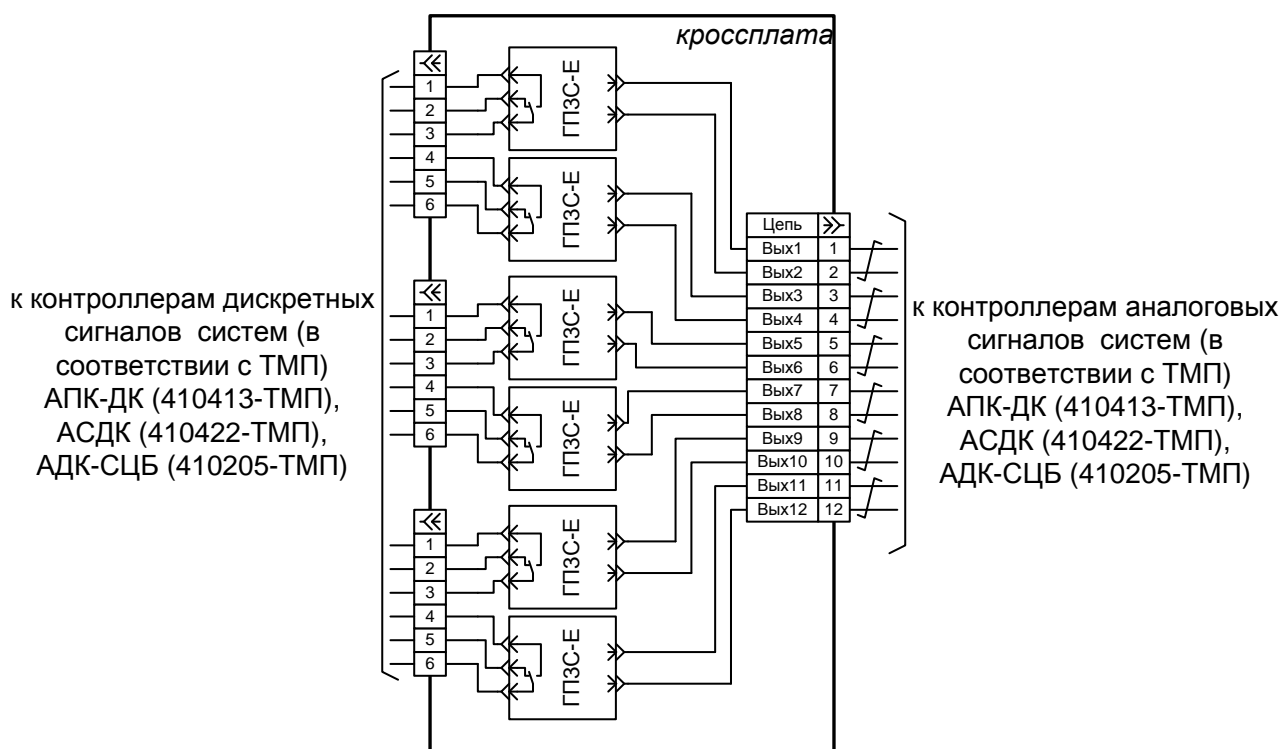 кроссплата
к контроллерам дискретных
сигналов систем (в
соответствии с ТМП)
АПК-ДК (410413-ТМП),
АСДК (410422-ТМП),
АДК-СЦБ (410205-ТМП)
1
2
3
4
5
6
1
2
3
4
5
6
1
2
3
4
5
6
ГПЗС-Е
ГПЗС-Е
ГПЗС-Е
ГПЗС-Е
ГПЗС-Е
ГПЗС-Е
Цепь
Вых1 1
Вых2 2
Вых3 3
Вых4 4
Вых5 5
Вых6 6
Вых7 7
Вых8 8
Вых9 9
Вых10 10
Вых11 11
Вых12 12
к контроллерам аналоговых
сигналов систем (в
соответствии с ТМП)
АПК-ДК (410413-ТМП),
АСДК (410422-ТМП),
АДК-СЦБ (410205-ТМП)